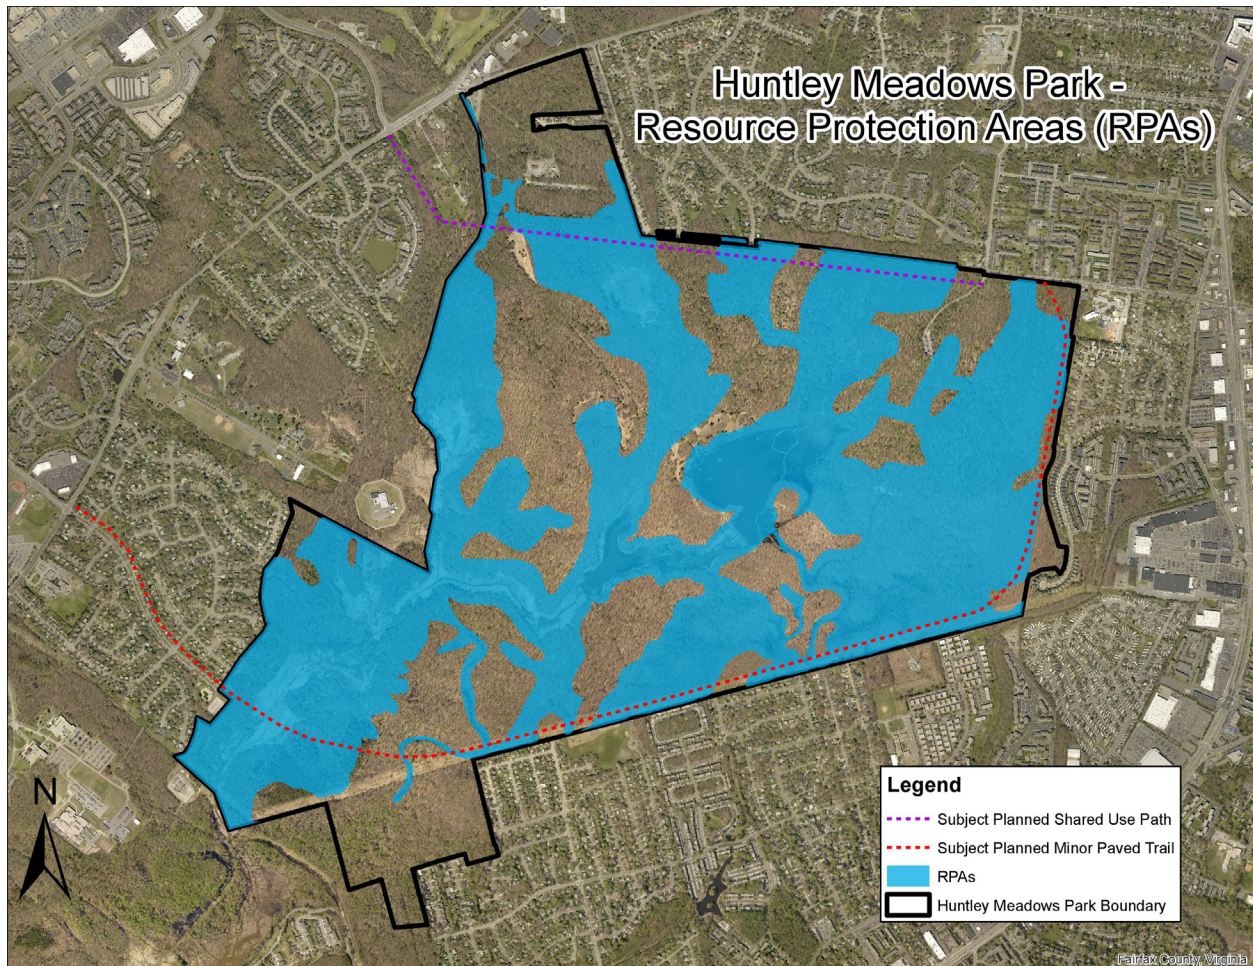 Huntley Meadows Park -
Resource Protection Areas (RPAs)
N
Legend
Subject Planned Shared Use Path
Subject Planned Minor Paved Trail
RPAs
Huntley Meadows Park Boundary
Fairfax County, Virginia